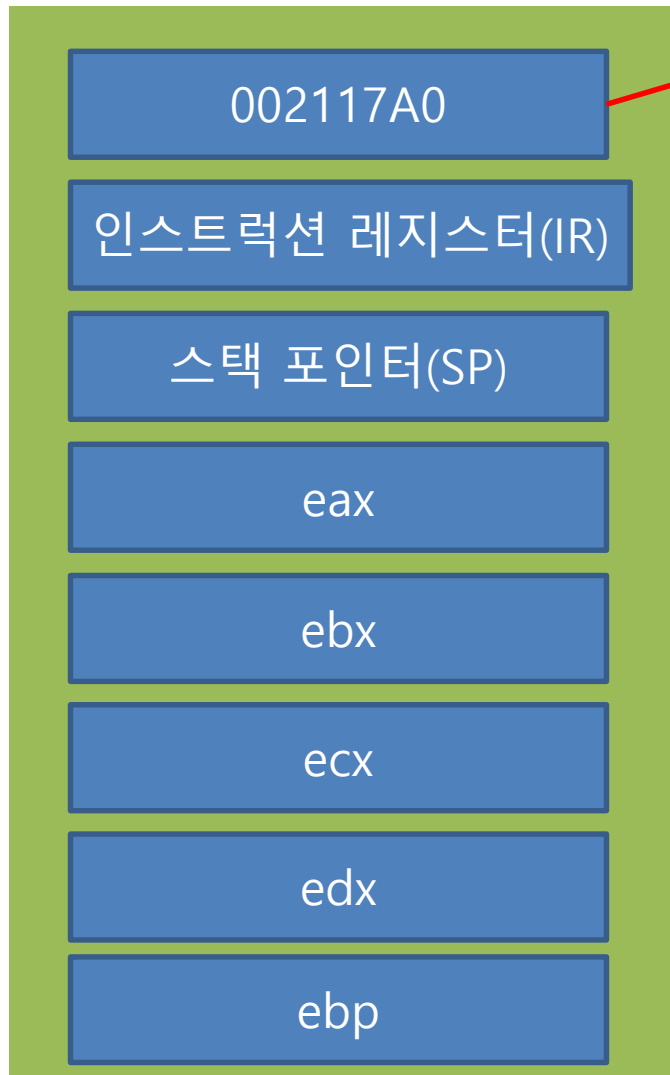 002117A0
인스트럭션 레지스터(IR)
스택 포인터(SP)
eax
ebx
ecx
edx
ebp